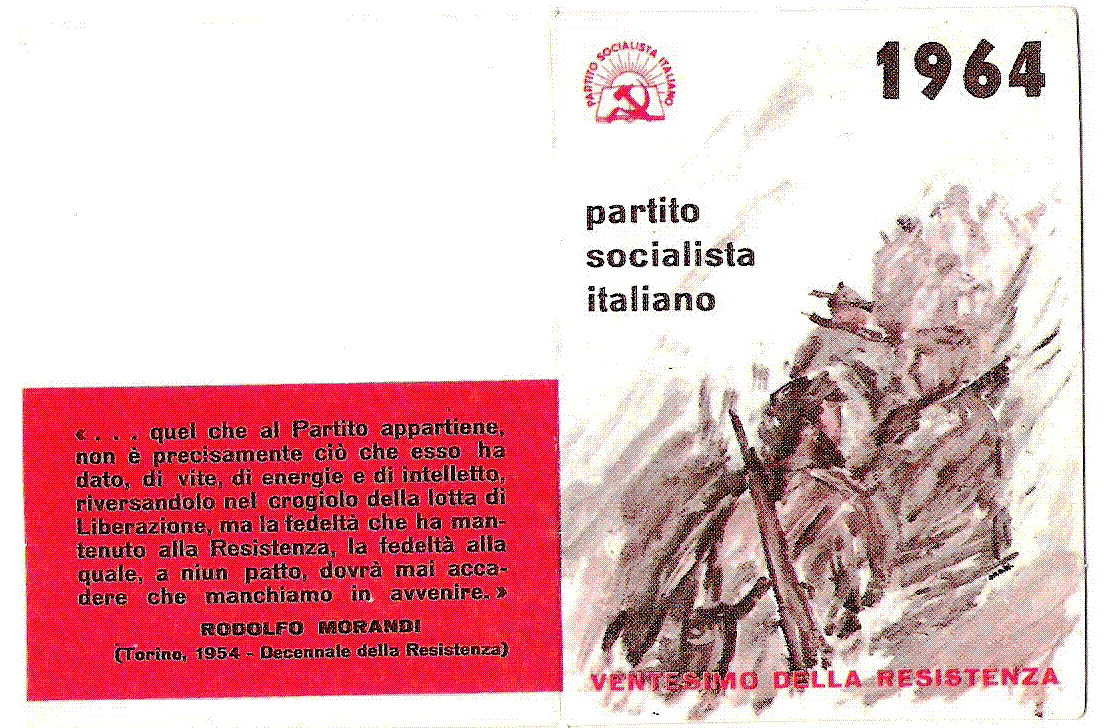 « . . . quel che al Partito appartiene,
non è precisamente ciò che esso ha
dato, di vite, di energie e di intelletto,
riversandolo nel crogiolo della lotta di
Liberazione, ma la fedeltà che ha man-
tenuto alla Resistenza, la fedeltà alla
quale, a niun patto, dovrà mai acca-
dere che manchiamo in avvenire. »
RODOLFO MORANDI
(Torino, 1954 - Decennale della Resistenza)
PARTITO SOCIALISTA ITALIANO
1964
partito
socialista
italiano
VENTESIMO DELLA RESISTENZA